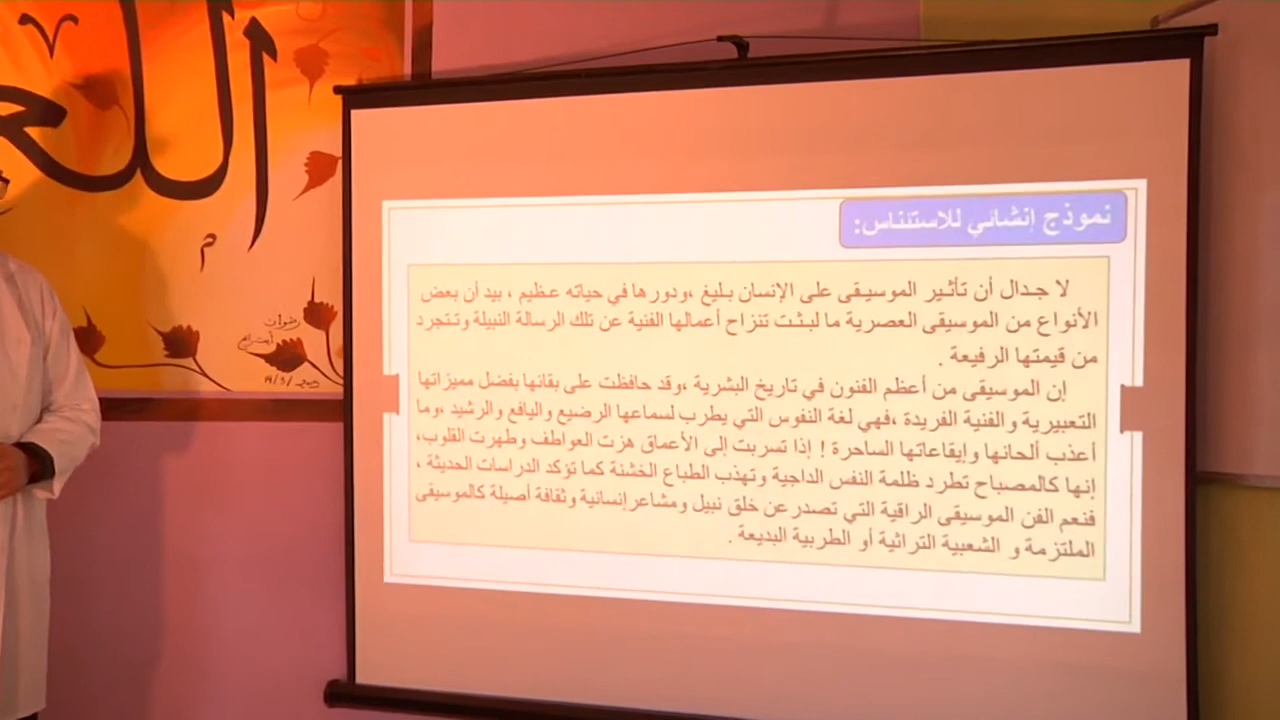 نموذج إنشائي للاستئناس:
لا جدال أن تأثير الموسيقى على الإنسان بليغ ،ودورها في حياته عظيم ، بيد أن بعض
الأنواع من الموسيقى العصرية ما لبثت تنزاح أعمالها الفنية عن تلك الرسالة النبيلة وتتجرد
من قيمتها الرفيعة .
إن الموسيقى من أعظم الفنون في تاريخ البشرية ،وقد حافظت على بقائها بفضل مميزاتها
التعبيرية والفنية الفريدة ،فهي لغة النفوس التي يطرب لسماعها الرضيع واليافع والرشيد ،وما
أعذب ألحانها وإيقاعاتها الساحرة ! إذا تسربت إلى الأعماق هزت العواطف وطهرت القلوب،
إنها كالمصباح تطرد ظلمة النفس الداجية وتهذب الطباع الخشنة كما تؤكد الدراسات الحديثة ،
فنعم الفن الموسيقى الراقية التي تصدر عن خلق نبيل ومشاعر إنسانية وثقافة أصيلة كالموسيقى
الملتزمة و الشعبية التراثية أو الطربية البديعة .
اللغ
رضوان